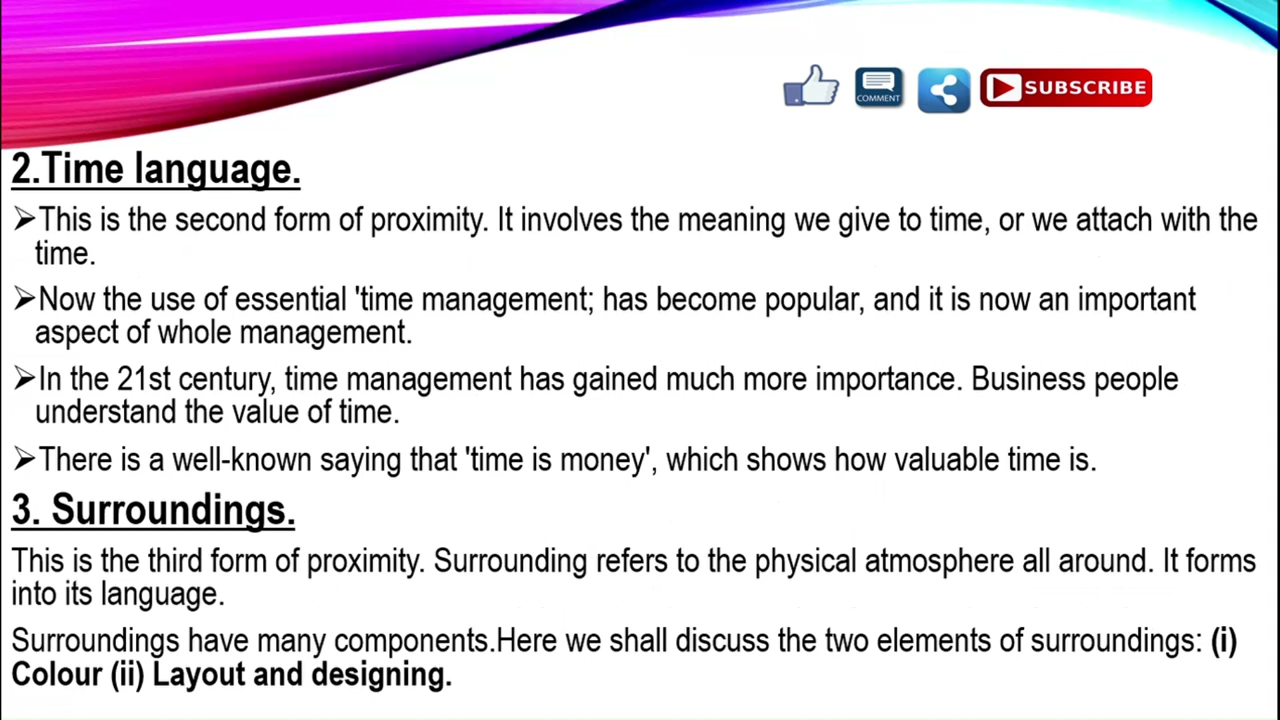 COMMENT
SUBSCRIBE
2.Time language.
➢This is the second form of proximity. It involves the meaning we give to time, or we attach with the
time.
➢Now the use of essential 'time management; has become popular, and it is now an important
aspect of whole management.
➢In the 21st century, time management has gained much more importance. Business people
understand the value of time.
➢There is a well-known saying that 'time is money', which shows how valuable time is.
3. Surroundings.
This is the third form of proximity. Surrounding refers to the physical atmosphere all around. It forms
into its language.
Surroundings have many components.Here we shall discuss the two elements of surroundings: (i)
Colour (ii) Layout and designing.